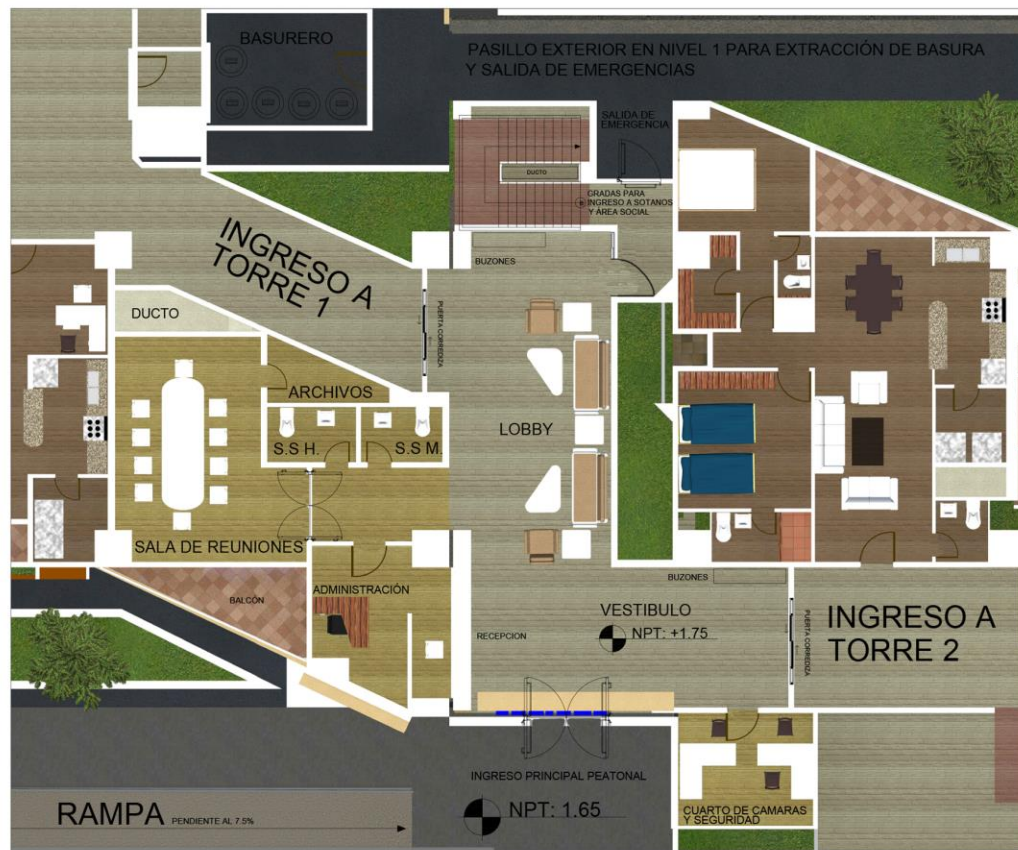 BASURERO
PASILLO EXTERIOR EN NIVEL 1 PARA EXTRACCIÓN DE BASURA
Y SALIDA DE EMERGENCIAS
SALIDA DE
EMERGENCIA
DUCTO
GRADAS PARA
INGRESO A SOTANOS
Y ÁREA SOCIAL
INGRESO A
TORRE 1
BUZONES
DUCTO
PUERTA CORREDIZA
ARCHIVOS
LOBBY
S.S H.
S.S M.
SALA DE REUNIONES
ADMINISTRACIÓN
BALCÓN
BUZONES
RECEPCION
VESTIBULO
NPT: +1.75
PUERTA CORREDIZA
INGRESO A
TORRE 2
INGRESO PRINCIPAL PEATONAL
NPT: 1.65
RAMPA
PENDIENTE AL 7.5%
CUARTO DE CAMARAS
Y SEGURIDAD